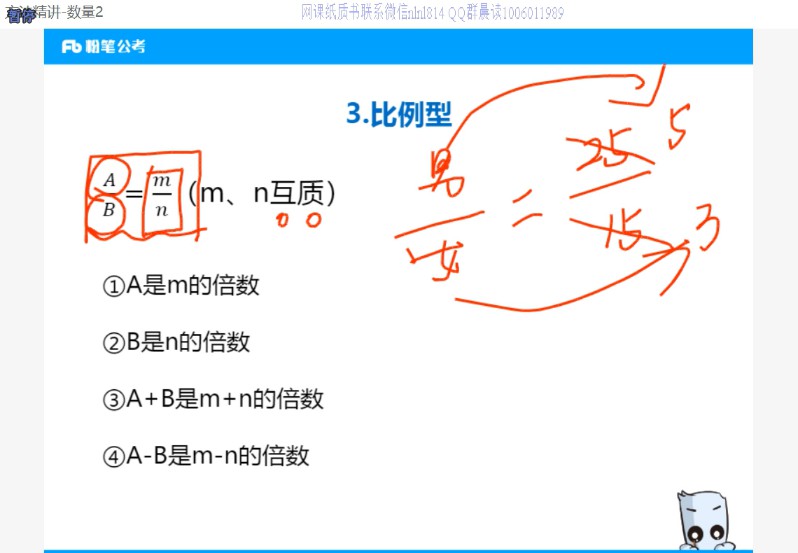 方法精讲-数量2
暂停
网课纸质书联系微信nlnl814 QQ群晨读1006011989
Fb 粉笔公考
3.比例型
A/B = m/n (m、n互质)
男/女 = 25/15 5 3
①A是m的倍数
②B是n的倍数
③A+B是m+n的倍数
④A-B是m-n的倍数